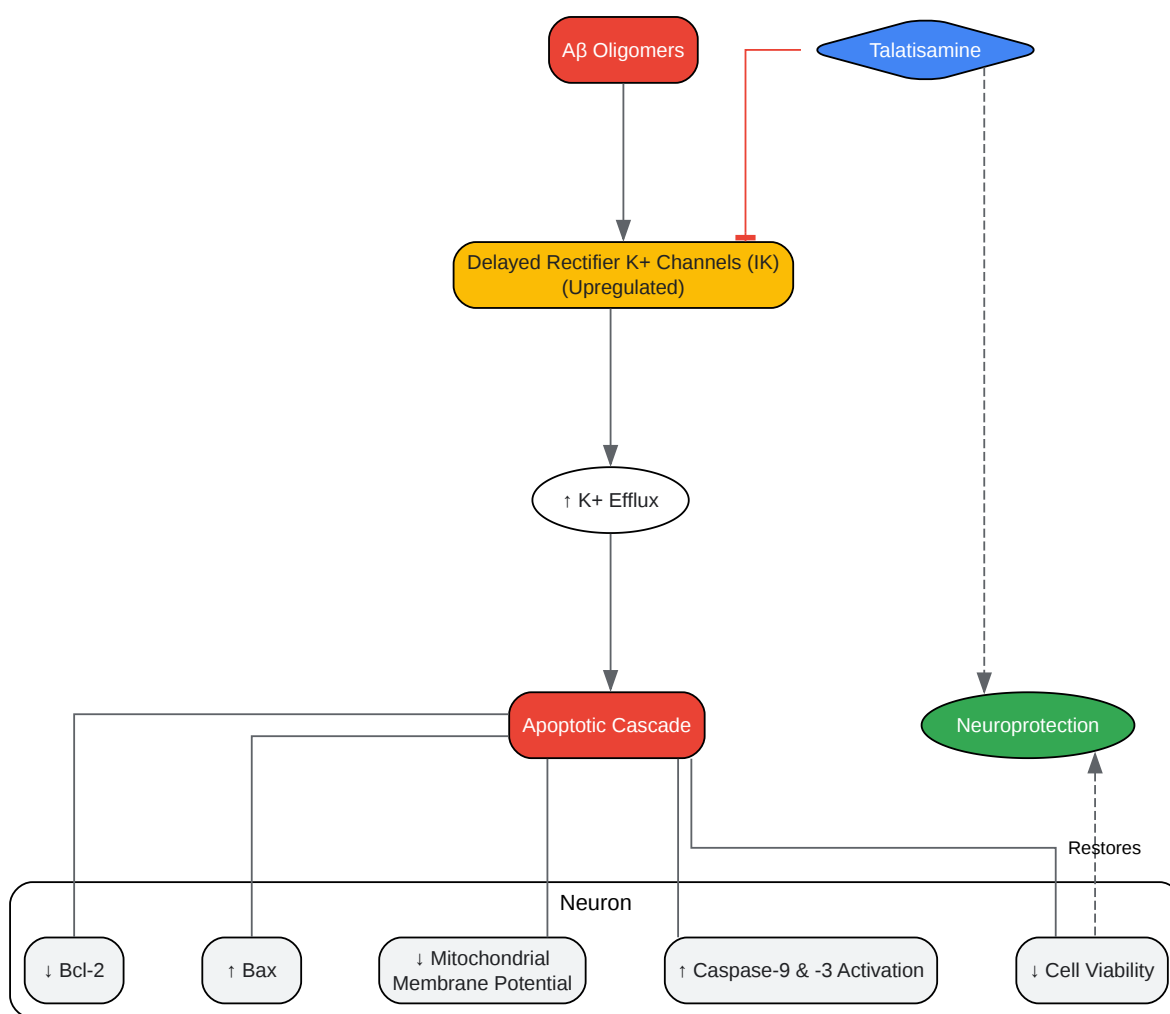 Aβ Oligomers
Talatisamine
Delayed Rectifier K+ Channels (IK)
(Upregulated)
↑ K+ Efflux
Apoptotic Cascade
Neuroprotection
Restores
Neuron
↓ Bcl-2
↑ Bax
↓ Mitochondrial
Membrane Potential
↑ Caspase-9 & -3 Activation
↓ Cell Viability